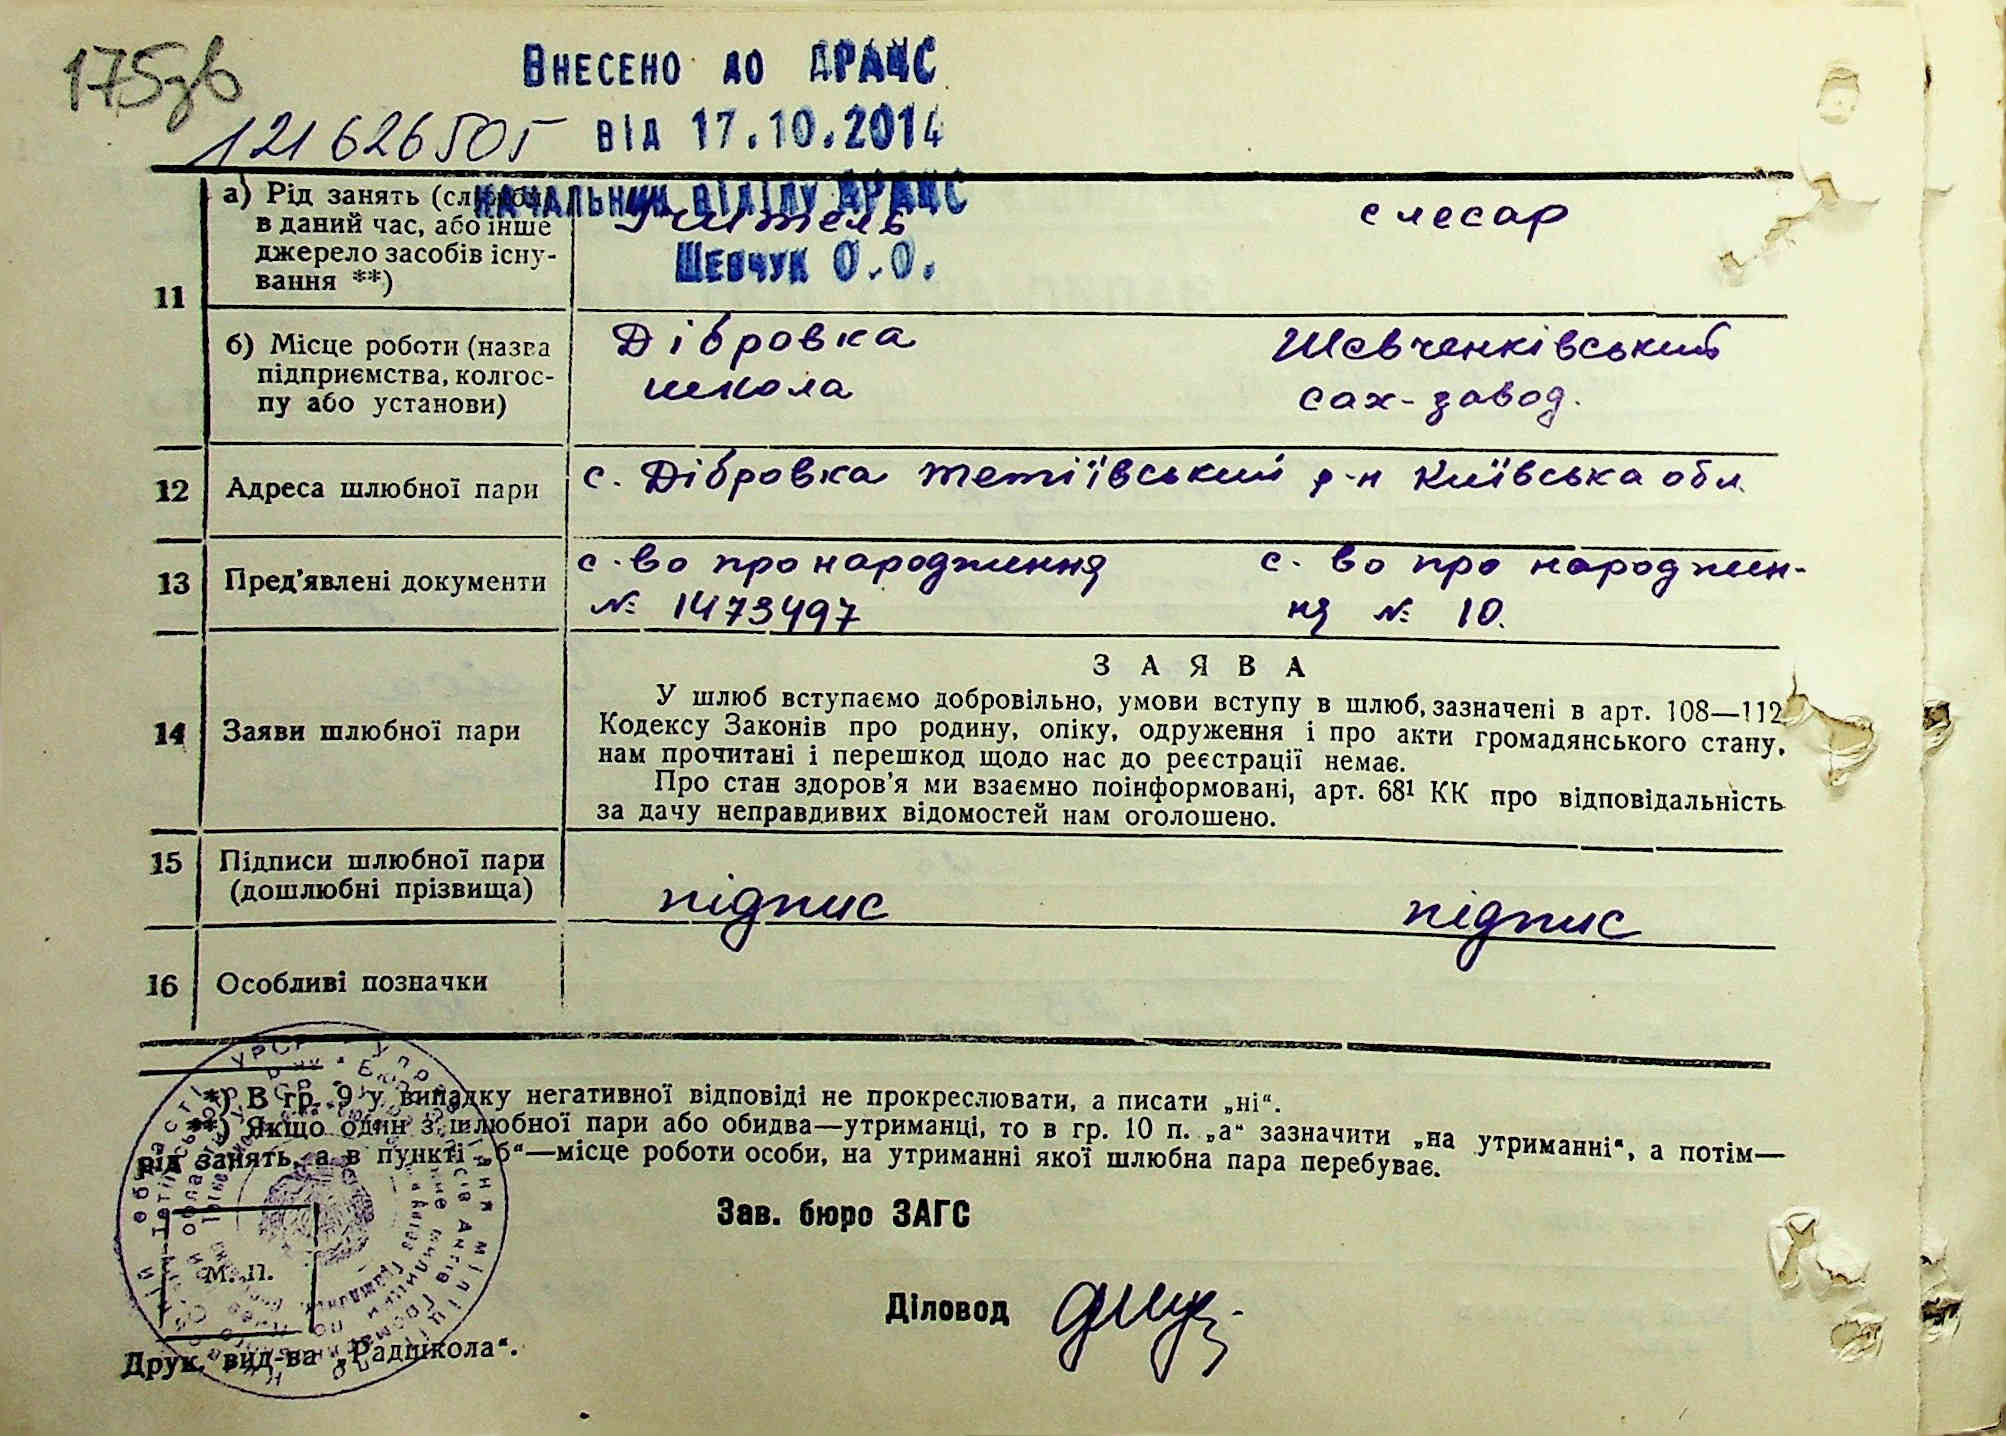 175зв
121626505
Внесено до ДРАЦС
від 17.10.2014
начальник відділу ДРАЦС
Шевчук О.О.
11
а) Рід занять (служба
в даний час, або інше
джерело засобів існу-
вання **)
учитель
слесар
б) Місце роботи (назва
підприємства, колгос-
пу або установи)
Дібровка
школа
Шевченківський
сах-завод.
12
Адреса шлюбної пари
с. Дібровка Тетіївський р-н Київська обл.
13
Пред’явлені документи
с-во про народження
№ 1473497
с-во про народжен-
ня № 10.
14
Заяви шлюбної пари
ЗАЯВА
У шлюб вступаємо добровільно, умови вступу в шлюб, зазначені в арт. 108—112
Кодексу Законів про родину, опіку, одруження і про акти громадянського стану,
нам прочитані і перешкод щодо нас до реєстрації немає.
Про стан здоров’я ми взаємно поінформовані, арт. 68¹ КК про відповідальність
за дачу неправдивих відомостей нам оголошено.
15
Підписи шлюбної пари
(дошлюбні прізвища)
підпис
підпис
16
Особливі позначки
*) В гр. 9 у випадку негативної відповіді не прокреслювати, а писати „ні“.
**) Якщо один з шлюбної пари або обидва—утриманці, то в гр. 10 п. „а“ зазначити „на утриманні“, а потім—
рід занять, а в пункті „б“—місце роботи особи, на утриманні якої шлюбна пара перебуває.
Зав. бюро ЗАГС
М. П.
Діловод
Друк. вид-ва „Радшкола“.